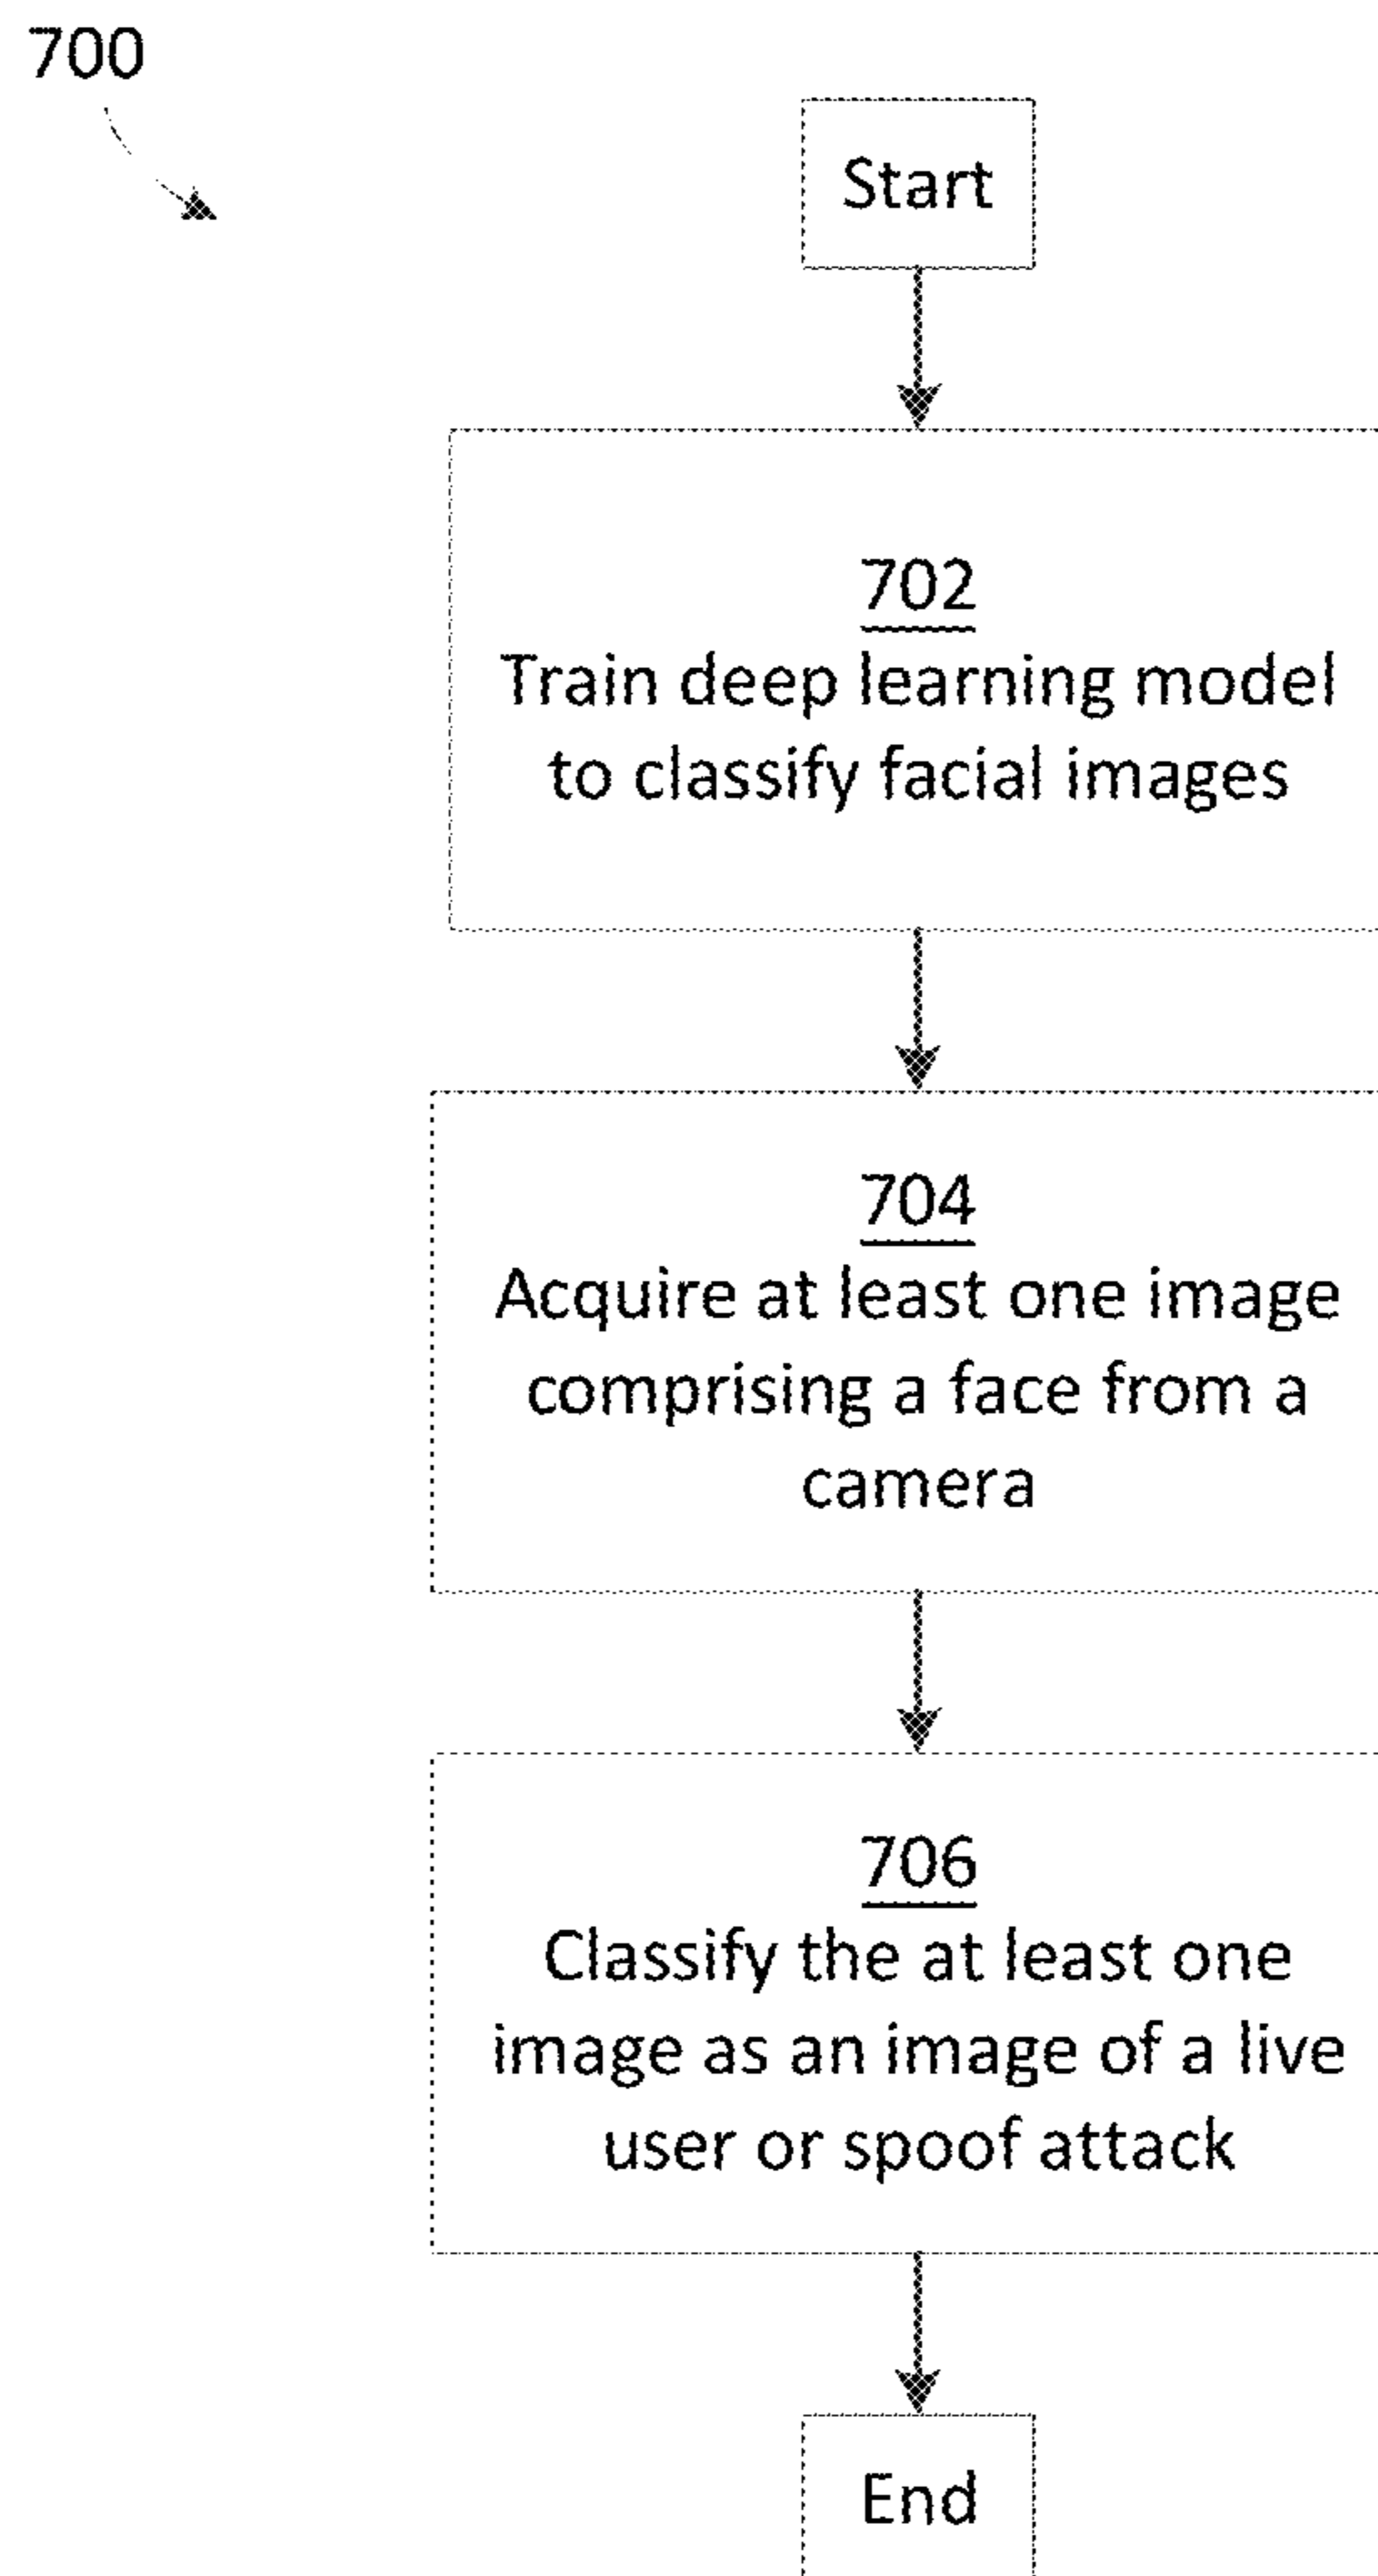 700
Start
702
Train deep learning model
to classify facial images
704
Acquire at least one image
comprising a face from a
camera
706
Classify the at least one
image as an image of a live
user or spoof attack
End